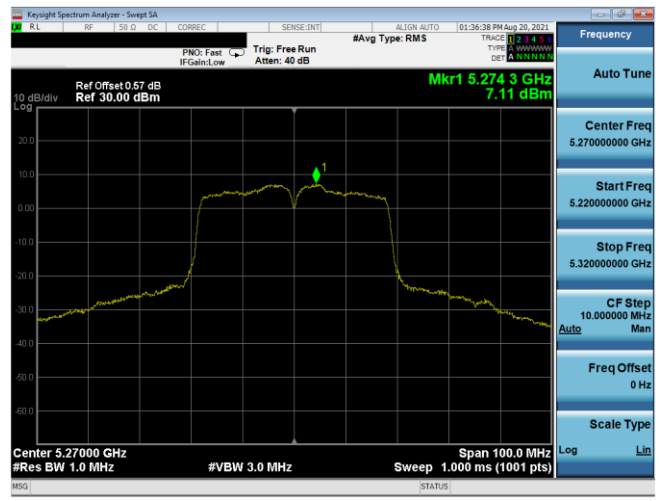 Keysight Spectrum Analyzer - Swept SA
RL RF 50 Ω DC CORREC SENSE:INT ALIGN AUTO 01:36:38 PM Aug 20, 2021
#Avg Type: RMS
TRACE 1 2 3 4 5 6
TYPE A WWWWW
DET A N N N N N
PNO: Fast
IFGain:Low
Trig: Free Run
Atten: 40 dB
Frequency
Auto Tune
Center Freq
5.270000000 GHz
Start Freq
5.220000000 GHz
Stop Freq
5.320000000 GHz
CF Step
10.000000 MHz
Auto Man
Freq Offset
0 Hz
Scale Type
Log Lin
Mkr1 5.274 3 GHz
7.11 dBm
Ref Offset 0.57 dB
10 dB/div Ref 30.00 dBm
Log
20.0
10.0
0.00
-10.0
-20.0
-30.0
-40.0
-50.0
-60.0
1
Center 5.27000 GHz
#Res BW 1.0 MHz
#VBW 3.0 MHz
Span 100.0 MHz
Sweep 1.000 ms (1001 pts)
MSG STATUS